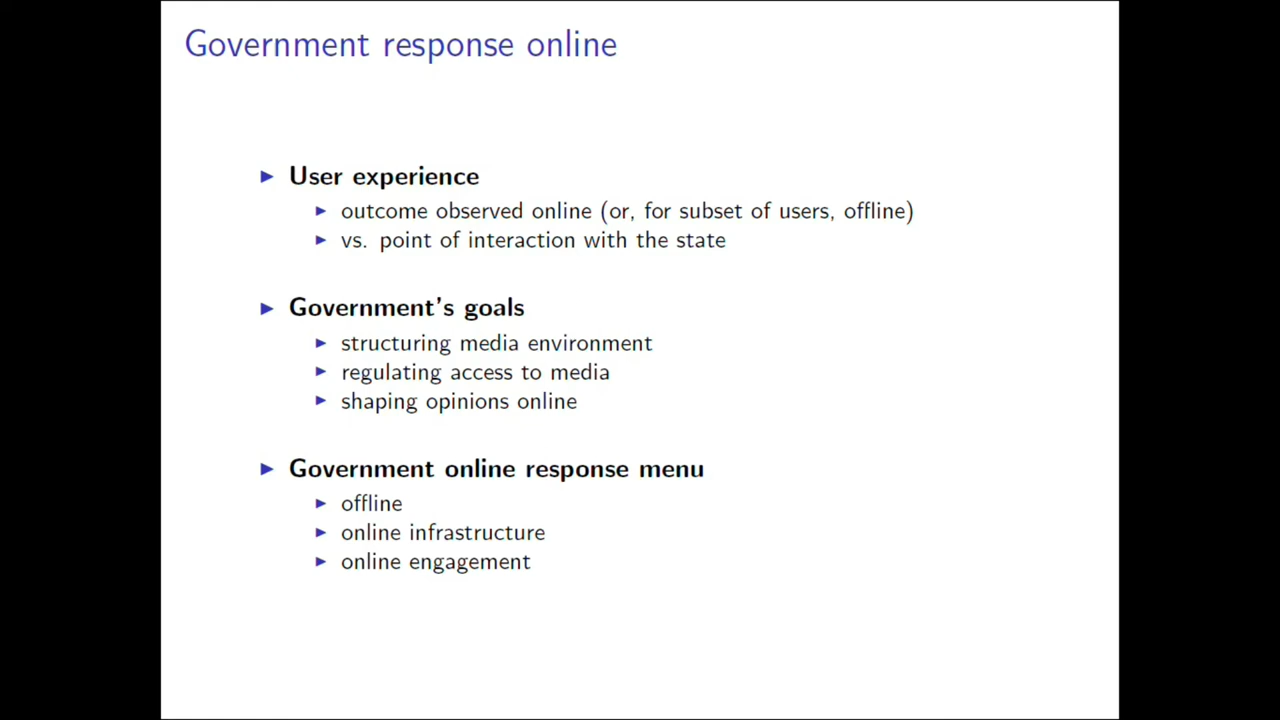 Government response online
User experience
outcome observed online (or, for subset of users, offline)
vs. point of interaction with the state
Government's goals
structuring media environment
regulating access to media
shaping opinions online
Government online response menu
offline
online infrastructure
online engagement